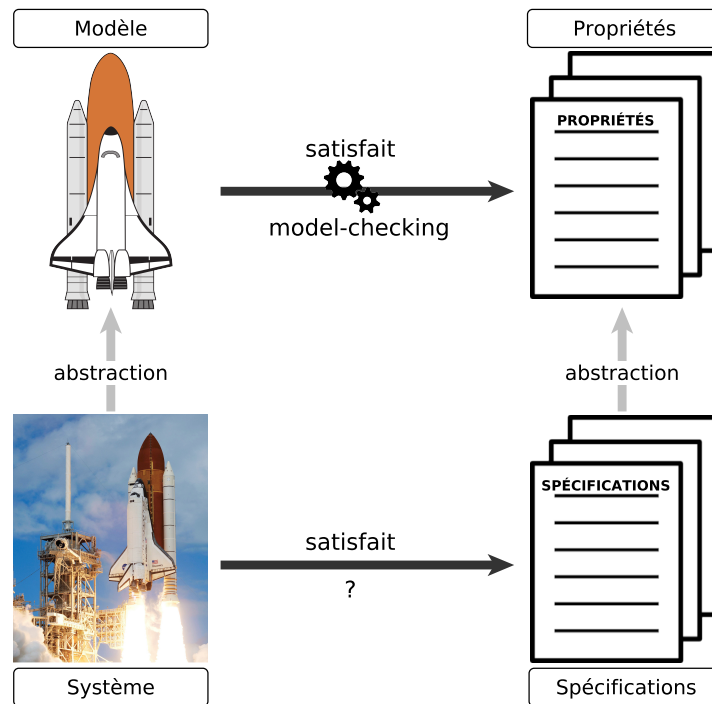 Modèle
Propriétés
PROPRIÉTÉS
satisfait
model-checking
abstraction
abstraction
SPÉCIFICATIONS
satisfait
?
Système
Spécifications